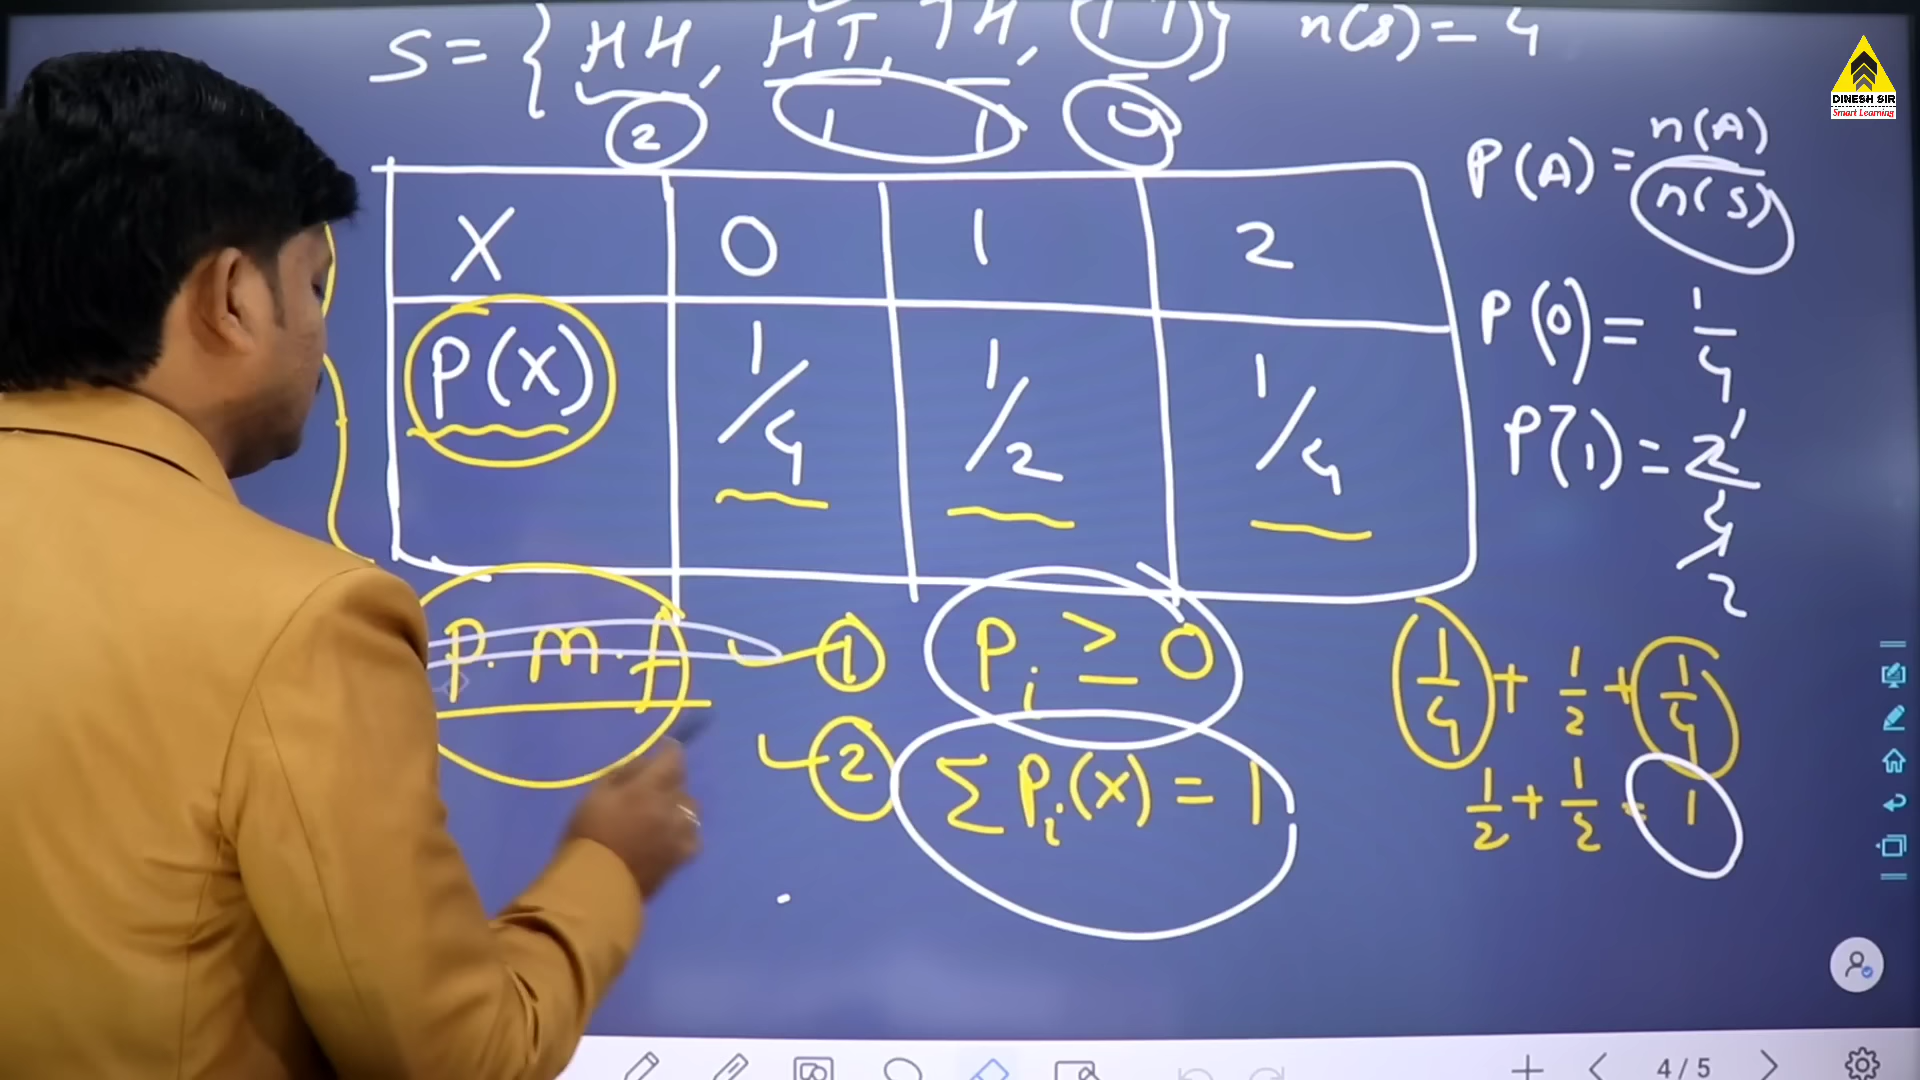 S = { HH, HT, TH, TT } n(S) = 4
2 1 1 0
DINESH SIR
Smart Learning
P(A) = n(A) / n(S)
X 0 1 2
P(X) 1/4 1/2 1/4
P(0) = 1/4
P(1) = 2/4 1/2
P.m.f
1 Pi ≥ 0
2 ΣPi(X) = 1
1/4 + 1/2 + 1/4
1/2 + 1/2 = 1
4 / 5